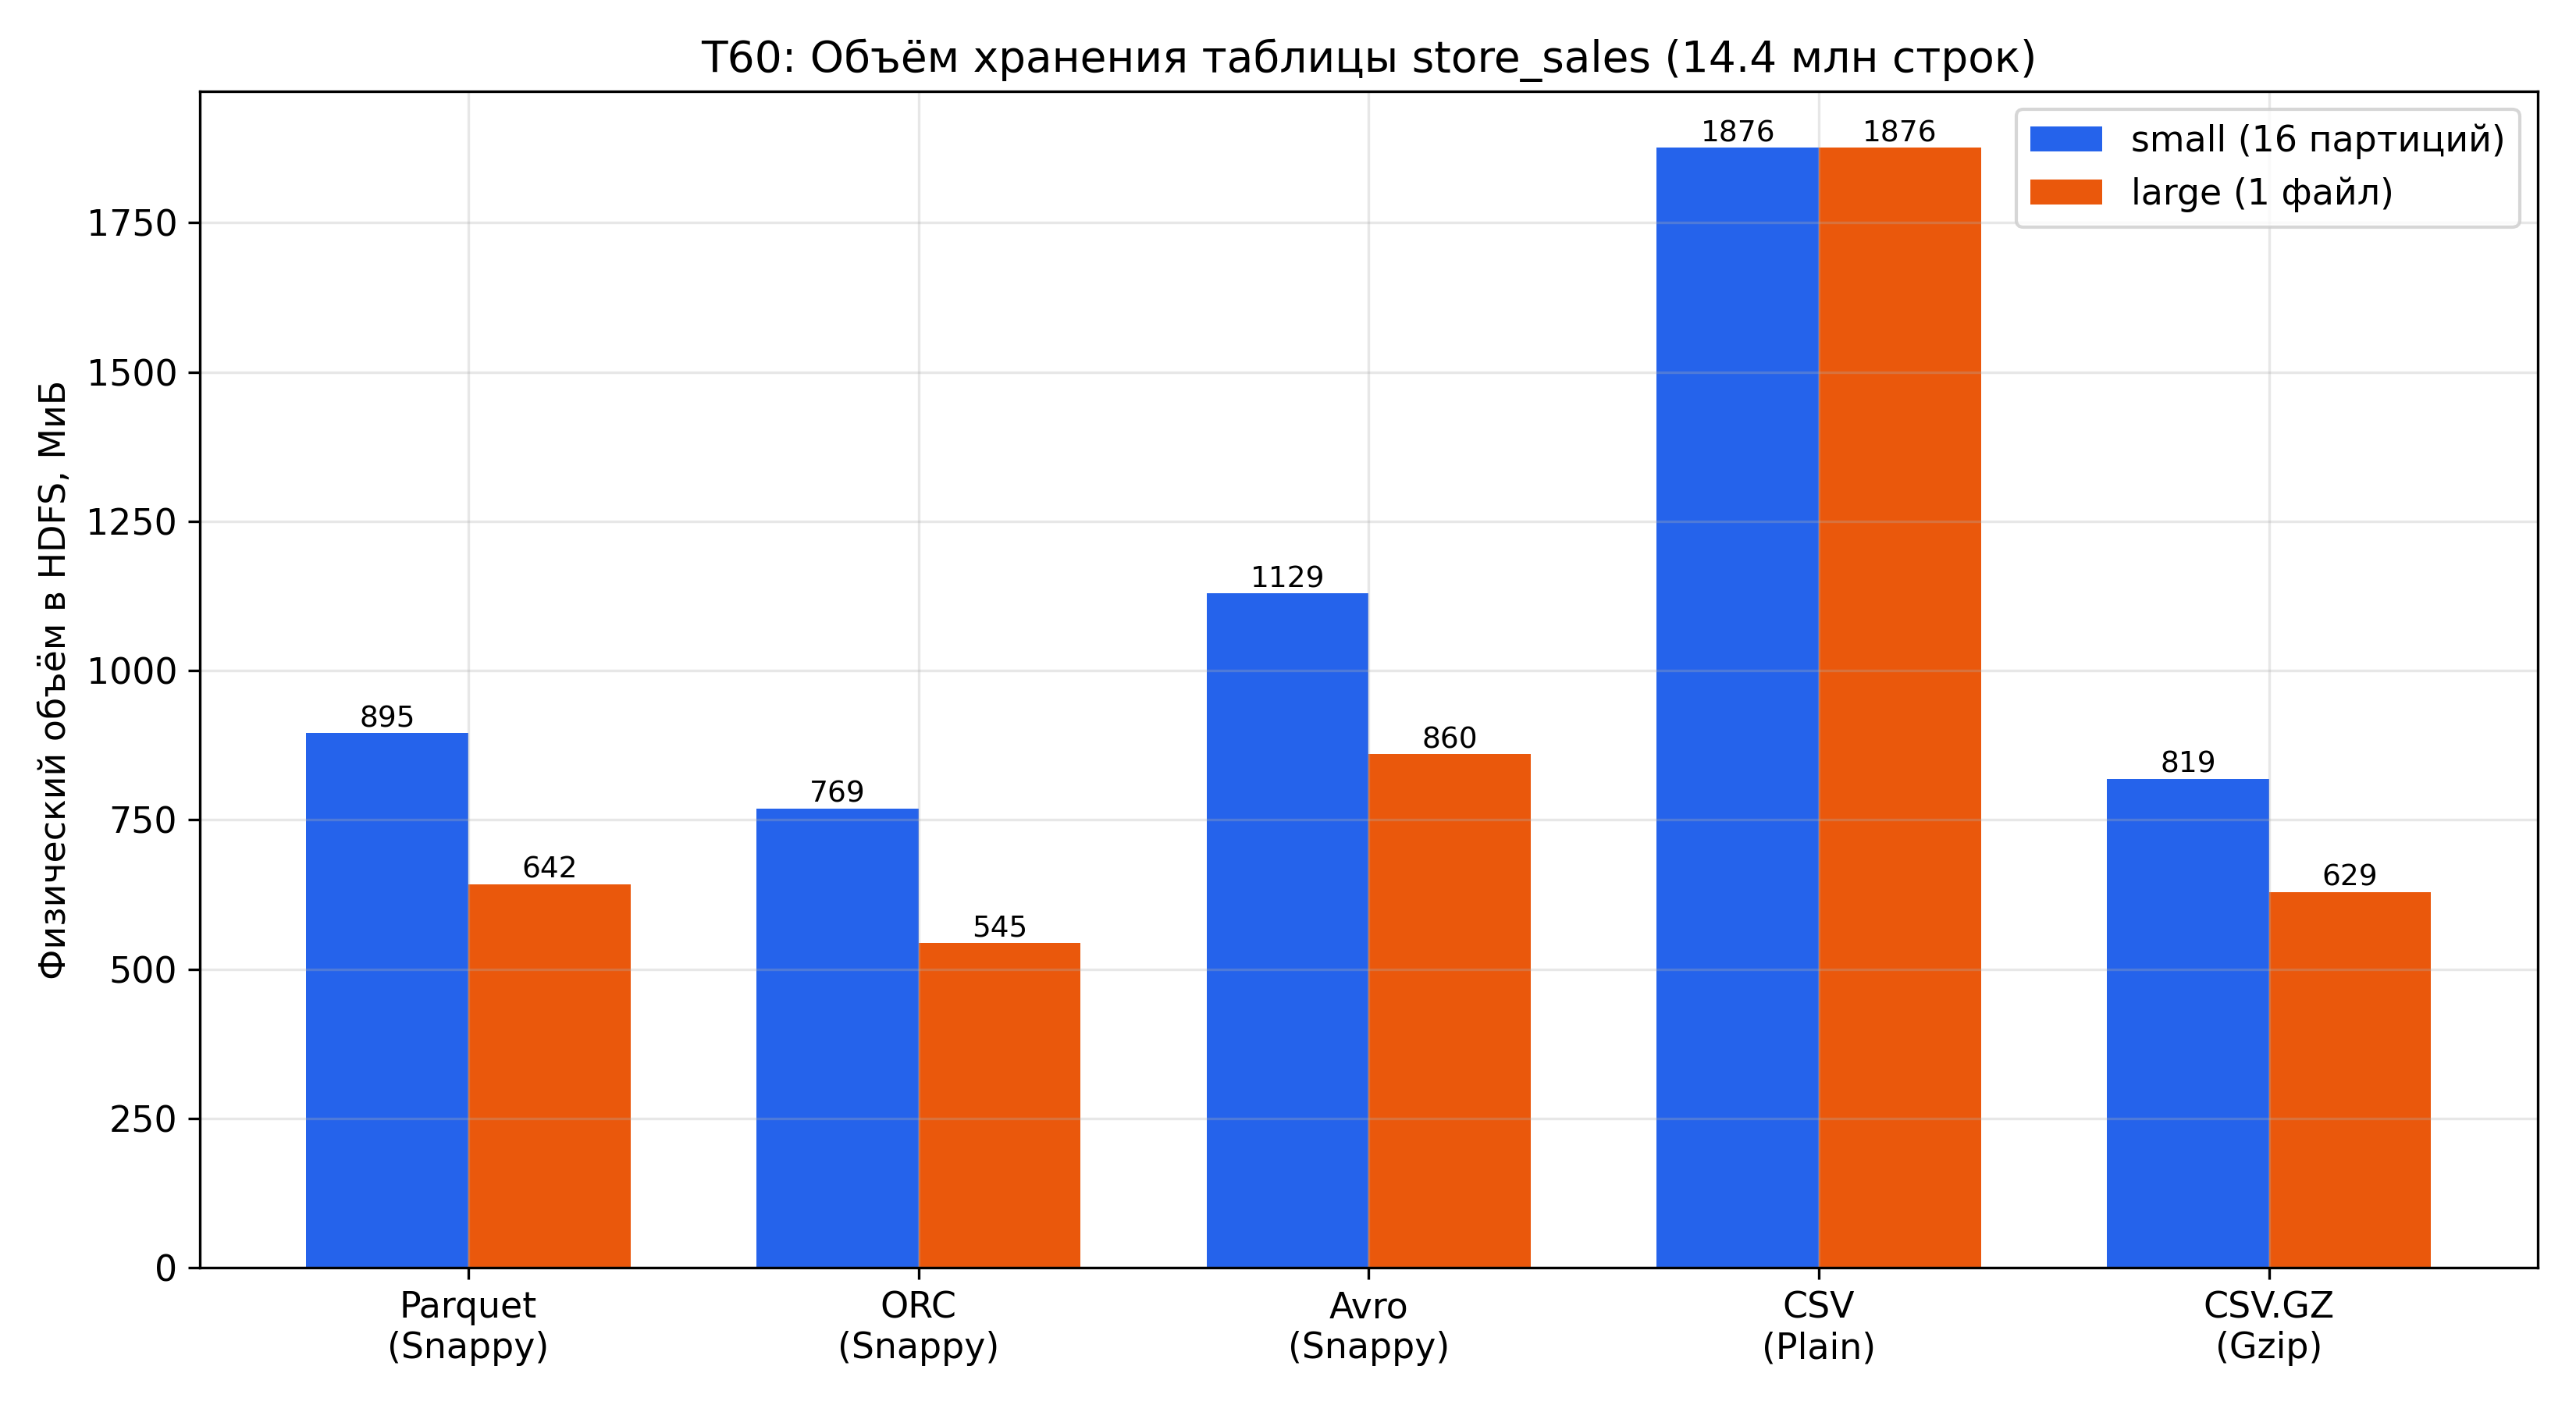 T60: Объём хранения таблицы store_sales (14.4 млн строк)
small (16 партиций)
large (1 файл)
Физический объём в HDFS, МиБ
1750
1500
1250
1000
750
500
250
0
895
642
769
545
1129
860
1876
1876
819
629
Parquet
(Snappy)
ORC
(Snappy)
Avro
(Snappy)
CSV
(Plain)
CSV.GZ
(Gzip)